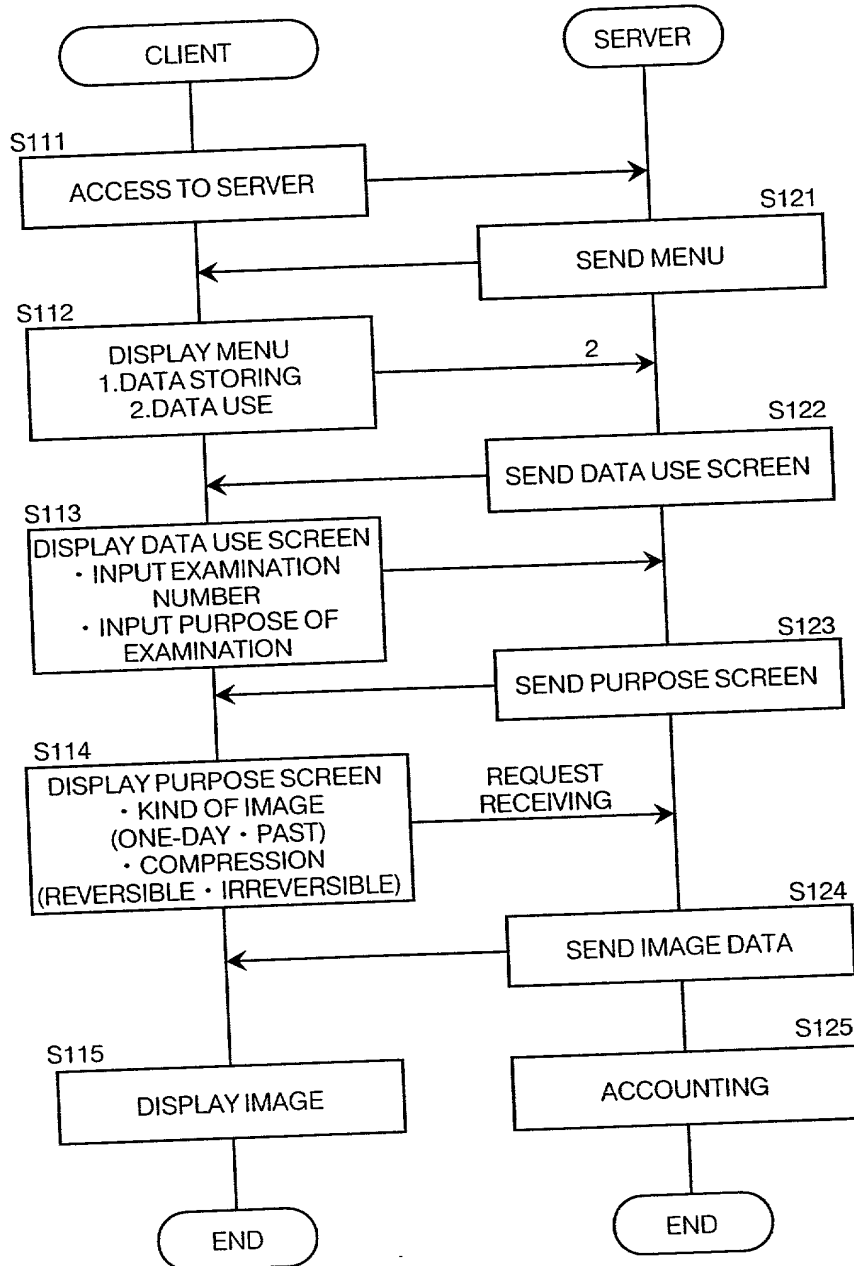 CLIENT
SERVER
S111
ACCESS TO SERVER
S121
SEND MENU
S112
DISPLAY MENU
1.DATA STORING
2.DATA USE
2
S122
SEND DATA USE SCREEN
S113
DISPLAY DATA USE SCREEN
・INPUT EXAMINATION
NUMBER
・INPUT PURPOSE OF
EXAMINATION
S123
SEND PURPOSE SCREEN
S114
DISPLAY PURPOSE SCREEN
・KIND OF IMAGE
(ONE-DAY・PAST)
・COMPRESSION
(REVERSIBLE・IRREVERSIBLE)
REQUEST
RECEIVING
S124
SEND IMAGE DATA
S125
ACCOUNTING
S115
DISPLAY IMAGE
END
END